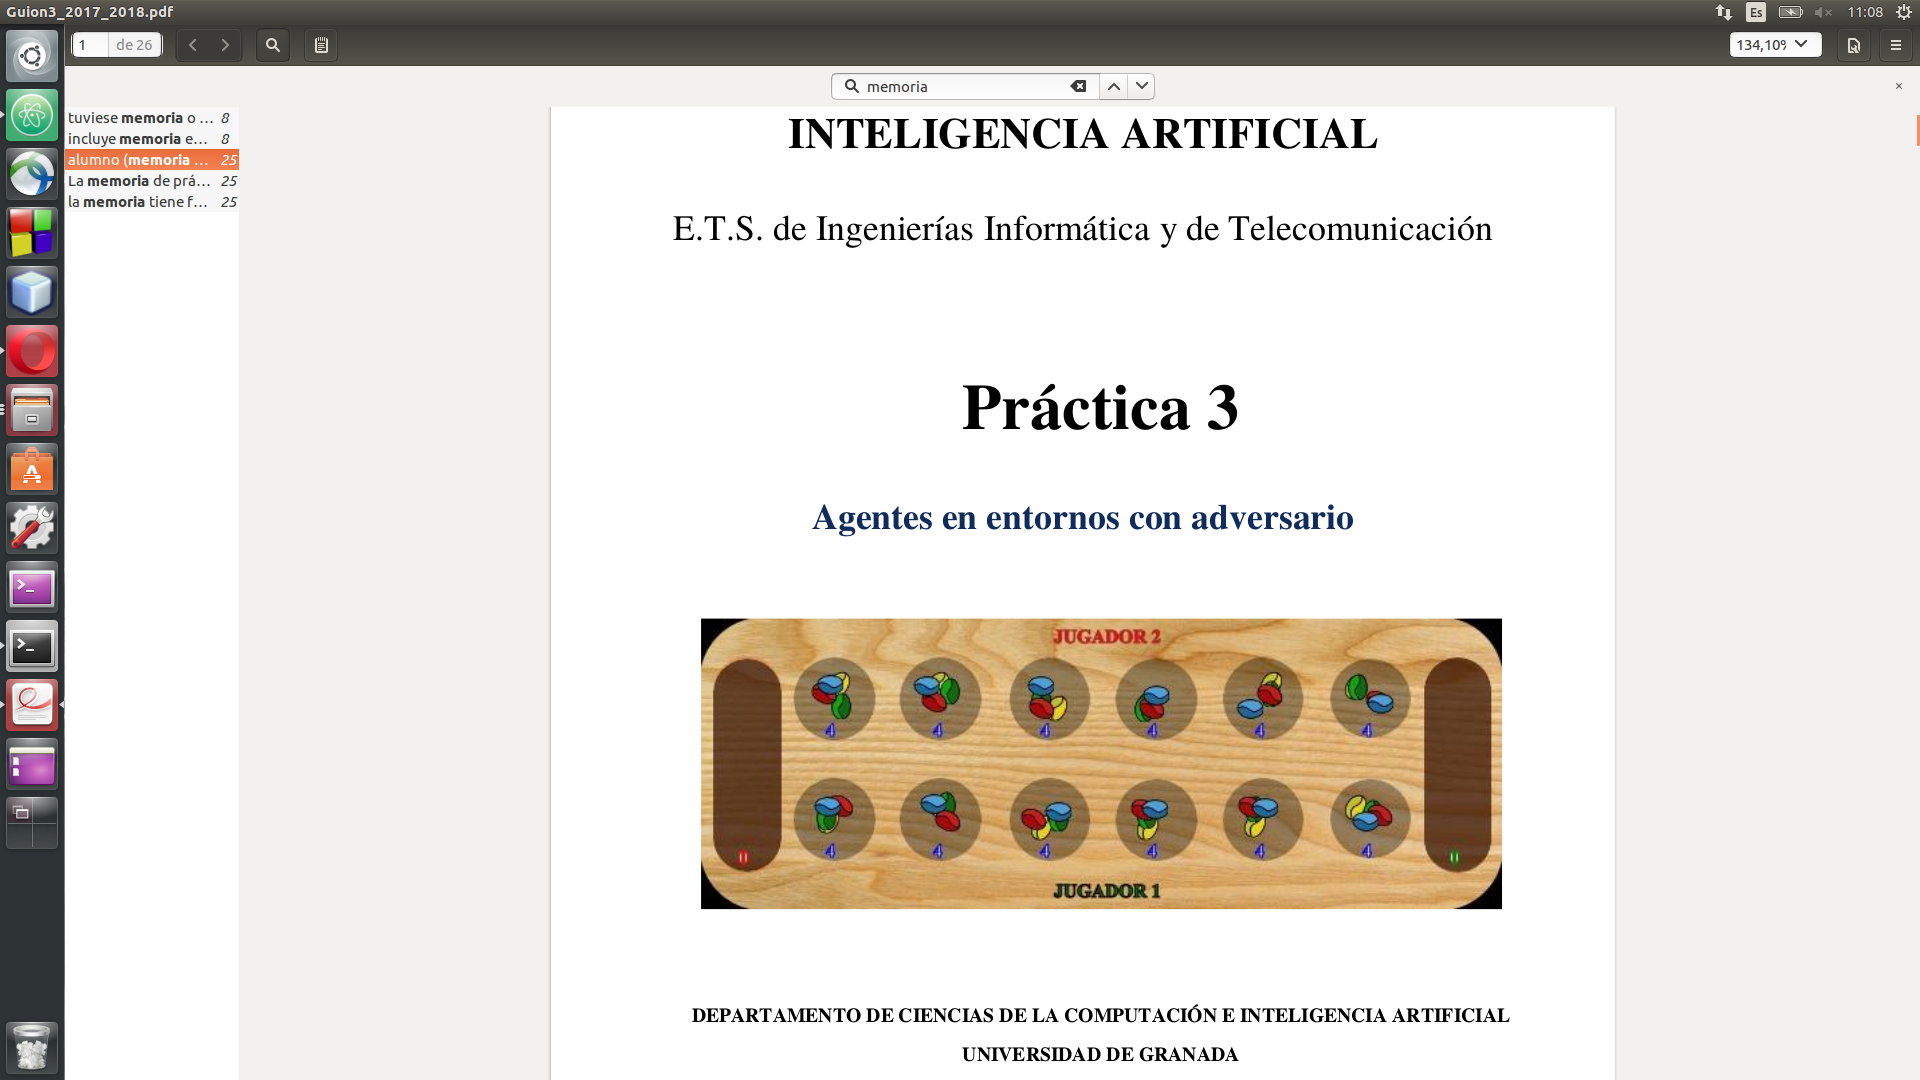 Guion3_2017_2018.pdf
Es
11:08
1 de 26
134,10%
memoria
tuviese memoria o ... 8
incluye memoria e... 8
alumno (memoria ... 25
La memoria de prá... 25
la memoria tiene f... 25
INTELIGENCIA ARTIFICIAL
E.T.S. de Ingenierías Informática y de Telecomunicación
Práctica 3
Agentes en entornos con adversario
JUGADOR 2
4 4 4 4 4 4
4 4 4 4 4 4
0 0
JUGADOR 1
DEPARTAMENTO DE CIENCIAS DE LA COMPUTACIÓN E INTELIGENCIA ARTIFICIAL
UNIVERSIDAD DE GRANADA